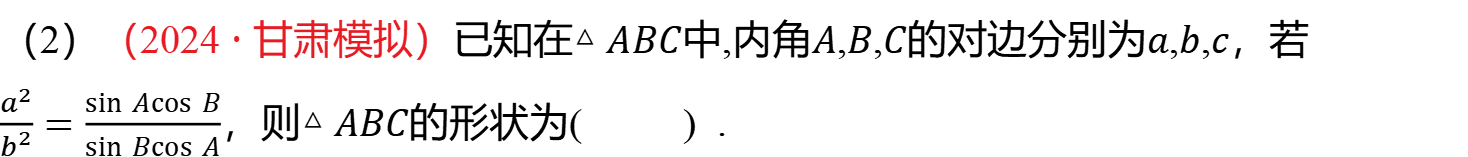 (2) (2024·甘肃模拟) 已知在△ ABC中,内角A,B,C的对边分别为a,b,c, 若
a²/b² = sin Acos B/sin Bcos A, 则△ ABC的形状为( ) .